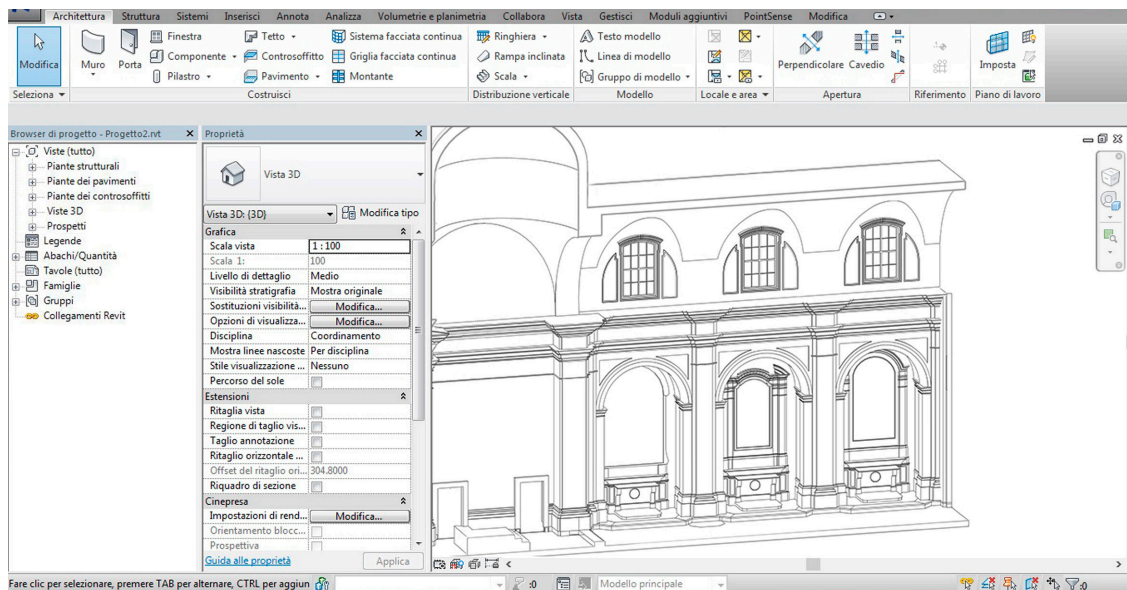 Architettura Struttura Sistemi Inserisci Annota Analizza Volumetrie e planimetria Collabora Vista Gestisci Moduli aggiuntivi PointSense Modifica
Modifica
Muro
Porta
Finestra
Componente
Pilastro
Tetto
Controsoffitto
Pavimento
Sistema facciata continua
Griglia facciata continua
Montante
Ringhiera
Rampa inclinata
Scala
Testo modello
Linea di modello
Gruppo di modello
Perpendicolare
Cavedio
Imposta
Seleziona Costruisci Distribuzione verticale Modello Locale e area Apertura Riferimento Piano di lavoro
Browser di progetto - Progetto2.rvt
Viste (tutto)
Piante strutturali
Piante dei pavimenti
Piante dei controsoffitti
Viste 3D
Prospetti
Legende
Abachi/Quantità
Tavole (tutto)
Famiglie
Gruppi
Collegamenti Revit
Proprietà
Vista 3D
Vista 3D: {3D} Modifica tipo
Grafica
Scala vista 1 : 100
Scala 1: 100
Livello di dettaglio Medio
Visibilità stratigrafia Mostra originale
Sostituzioni visibilità... Modifica...
Opzioni di visualizza... Modifica...
Disciplina Coordinamento
Mostra linee nascoste Per disciplina
Stile visualizzazione ... Nessuno
Percorso del sole
Estensioni
Ritaglia vista
Regione di taglio vis...
Taglio annotazione
Ritaglio orizzontale ...
Offset del ritaglio ori... 304.8000
Riquadro di sezione
Cinepresa
Impostazioni di rend... Modifica...
Orientamento blocc...
Prospettiva
Guida alle proprietà Applica
Fare clic per selezionare, premere TAB per alternare, CTRL per aggiun :0 Modello principale :0